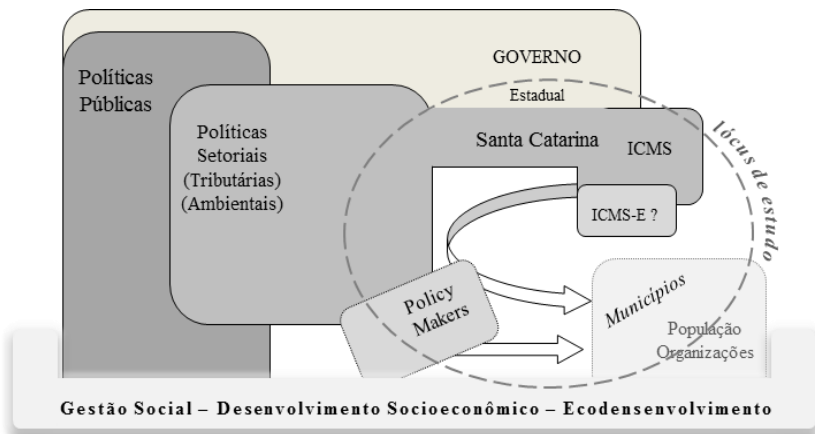 Políticas
Públicas
GOVERNO
Estadual
Políticas
Setoriais
(Tributárias)
(Ambientais)
Santa Catarina
ICMS
lócus de estudo
ICMS-E ?
Policy
Makers
Municípios
População
Organizações
Gestão Social – Desenvolvimento Socioeconômico – Ecodensenvolvimento